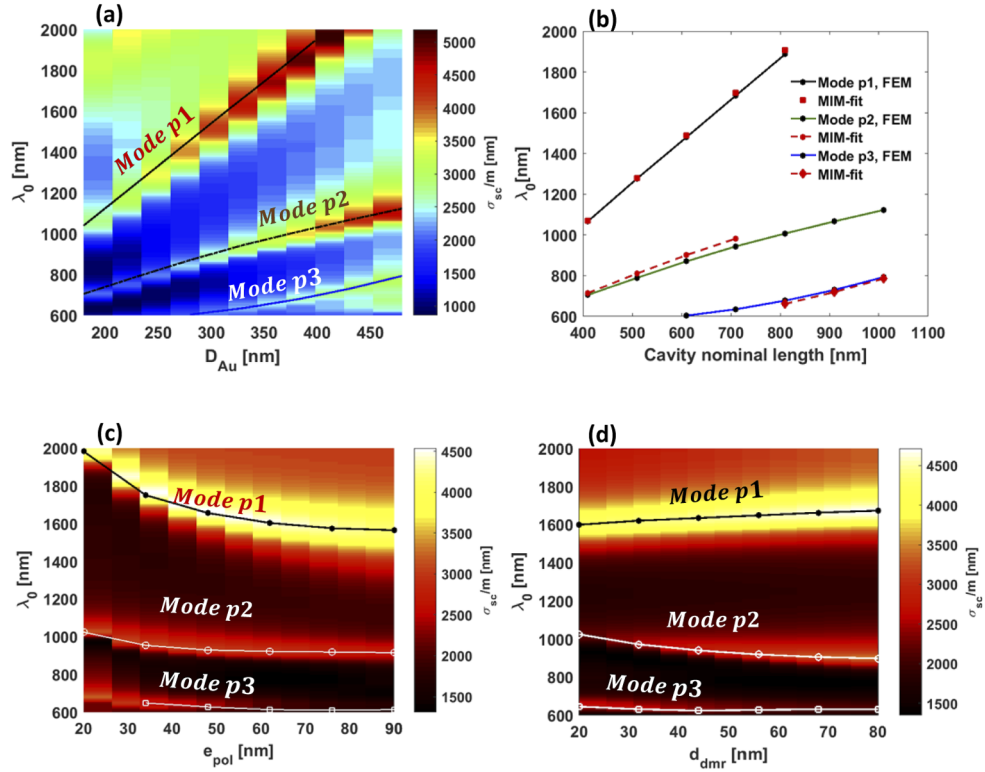 (a)
2000
1800
1600
1400
1200
1000
800
600
λ0 [nm]
Mode p1
Mode p2
Mode p3
200 250 300 350 400 450
D_Au [nm]
5000
4500
4000
3500
3000
2500
2000
1500
1000
σ_sc/m [nm]
(b)
2000
1800
1600
1400
1200
1000
800
600
λ0 [nm]
Mode p1, FEM
MIM-fit
Mode p2, FEM
MIM-fit
Mode p3, FEM
MIM-fit
400 500 600 700 800 900 1000 1100
Cavity nominal length [nm]
(c)
2000
1800
1600
1400
1200
1000
800
600
λ0 [nm]
Mode p1
Mode p2
Mode p3
20 30 40 50 60 70 80 90
e_pol [nm]
4500
4000
3500
3000
2500
2000
1500
σ_sc/m [nm]
(d)
2000
1800
1600
1400
1200
1000
800
600
λ0 [nm]
Mode p1
Mode p2
Mode p3
20 30 40 50 60 70 80
d_dmr [nm]
4500
4000
3500
3000
2500
2000
1500
σ_sc/m [nm]